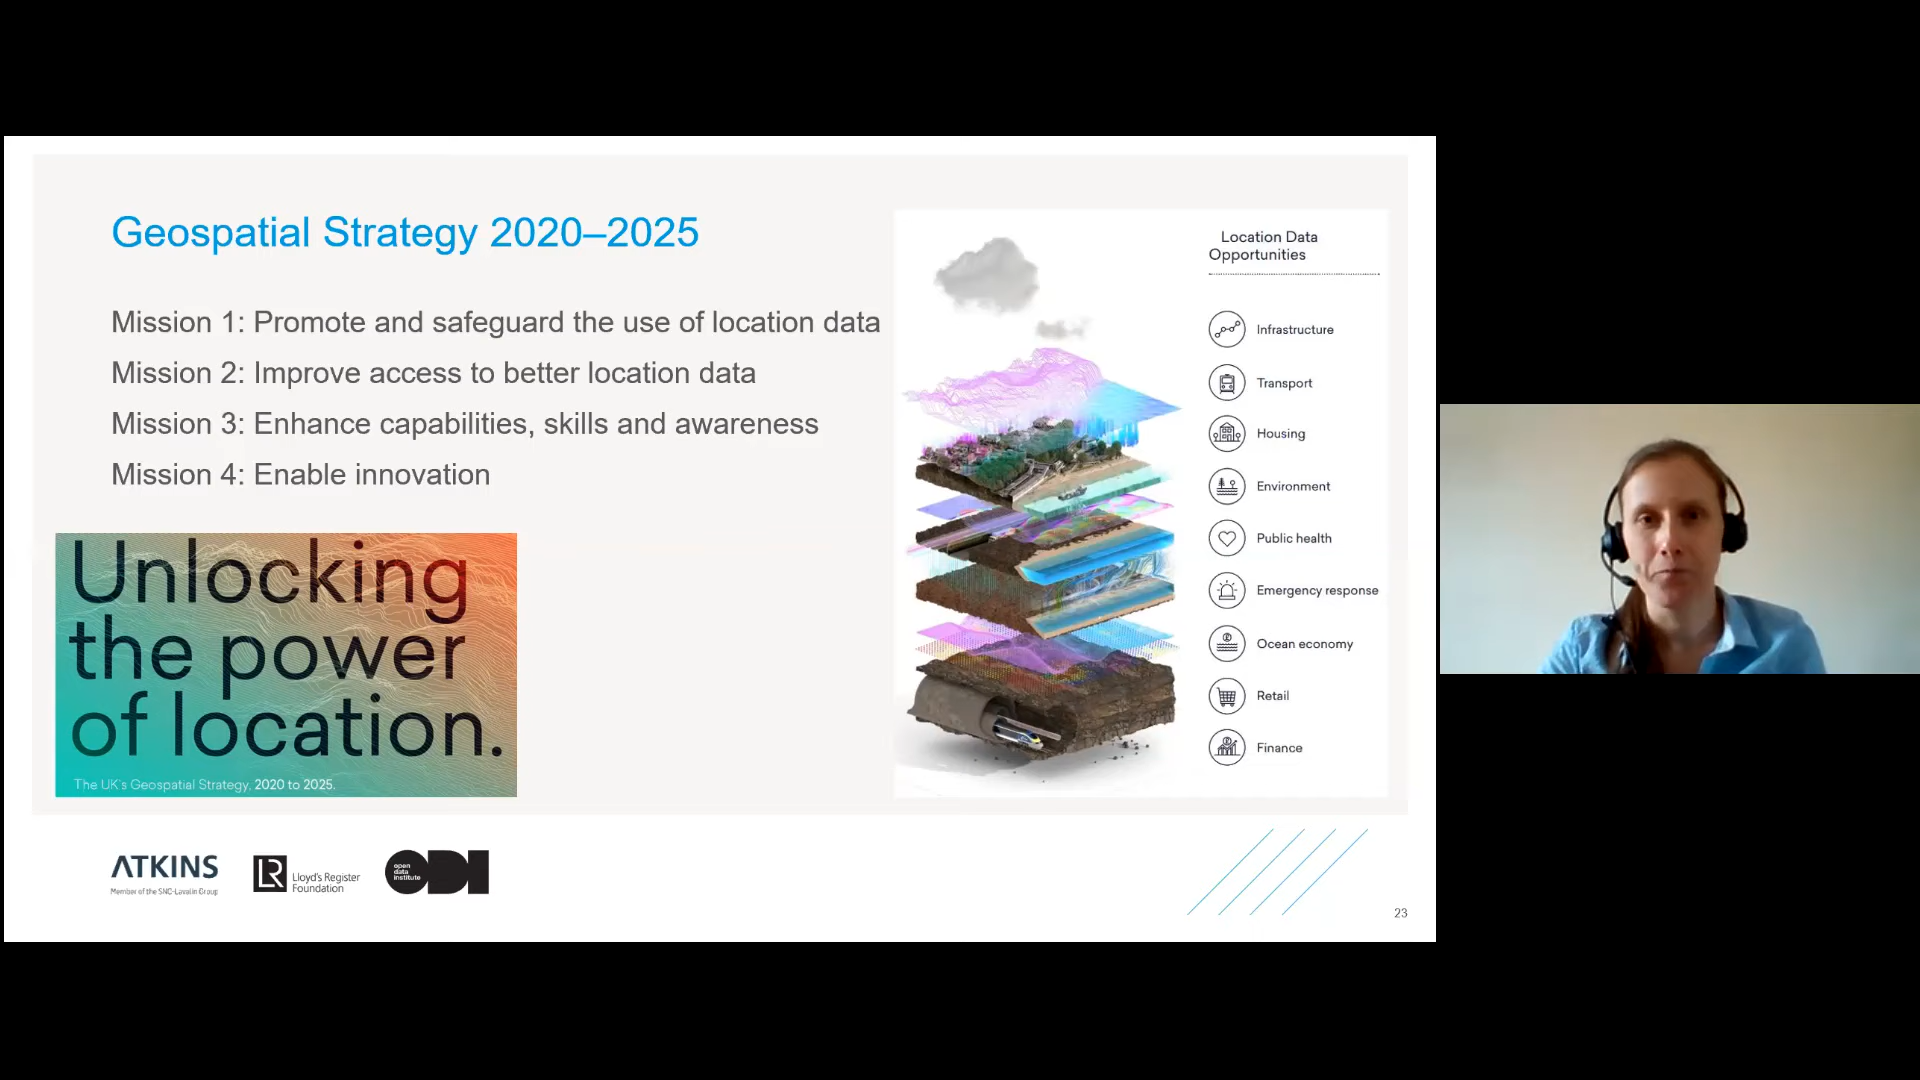 Geospatial Strategy 2020–2025
Mission 1: Promote and safeguard the use of location data
Mission 2: Improve access to better location data
Mission 3: Enhance capabilities, skills and awareness
Mission 4: Enable innovation
Unlocking
the power
of location.
The UK's Geospatial Strategy, 2020 to 2025.
Location Data
Opportunities
Infrastructure
Transport
Housing
Environment
Public health
Emergency response
Ocean economy
Retail
Finance
ATKINS
Member of the SNC-Lavalin Group
LR
Lloyd's Register
Foundation
open
data
institute
ODI
23